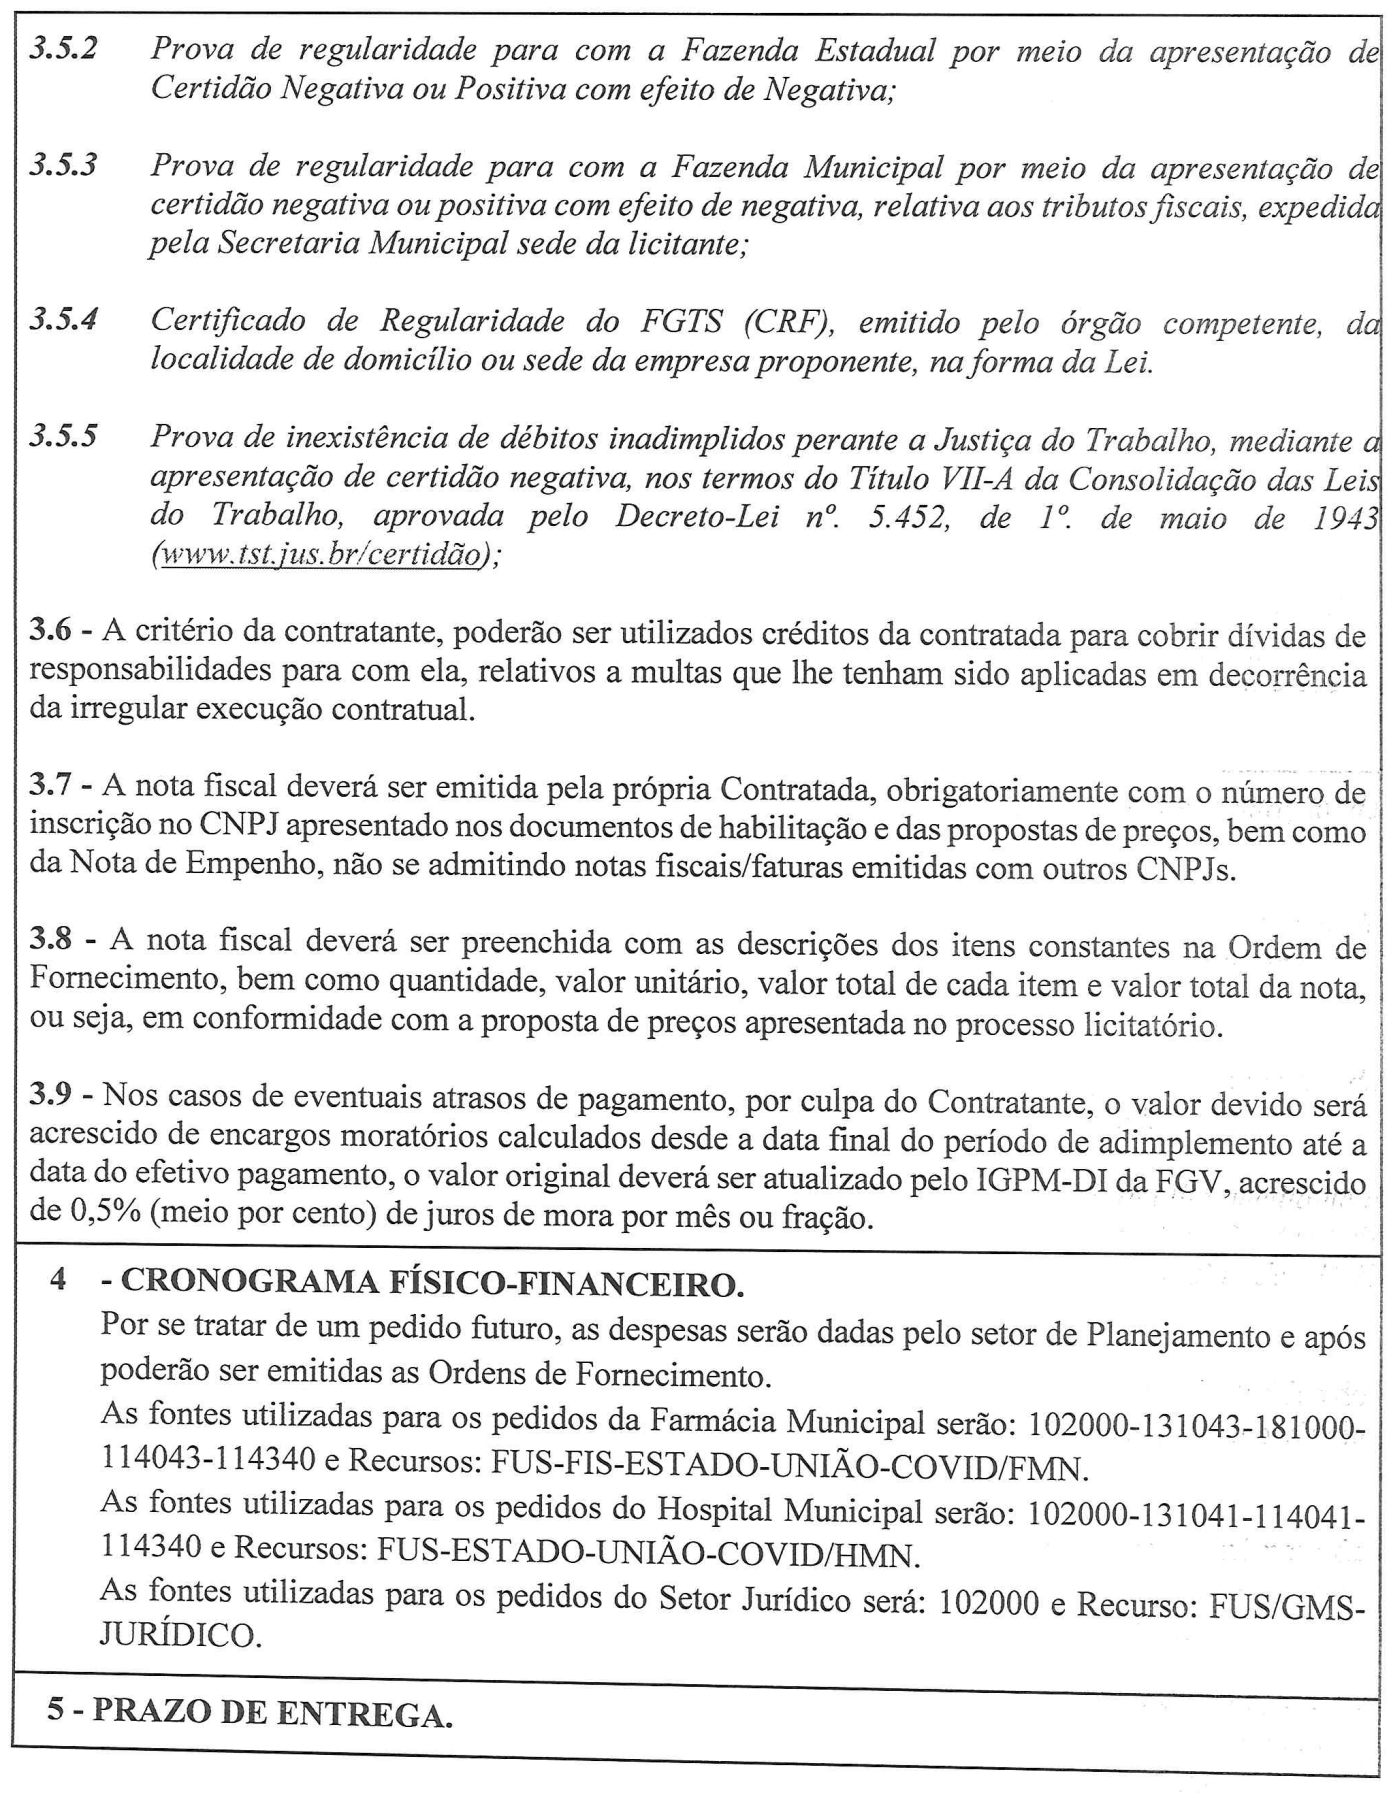 3.5.2 Prova de regularidade para com a Fazenda Estadual por meio da apresentação de
Certidão Negativa ou Positiva com efeito de Negativa;
3.5.3 Prova de regularidade para com a Fazenda Municipal por meio da apresentação de
certidão negativa ou positiva com efeito de negativa, relativa aos tributos fiscais, expedida
pela Secretaria Municipal sede da licitante;
3.5.4 Certificado de Regularidade do FGTS (CRF), emitido pelo órgão competente, da
localidade de domicílio ou sede da empresa proponente, na forma da Lei.
3.5.5 Prova de inexistência de débitos inadimplidos perante a Justiça do Trabalho, mediante a
apresentação de certidão negativa, nos termos do Título VII-A da Consolidação das Leis
do Trabalho, aprovada pelo Decreto-Lei nº. 5.452, de 1º. de maio de 1943
(www.tst.jus.br/certidão);
3.6 - A critério da contratante, poderão ser utilizados créditos da contratada para cobrir dívidas de
responsabilidades para com ela, relativos a multas que lhe tenham sido aplicadas em decorrência
da irregular execução contratual.
3.7 - A nota fiscal deverá ser emitida pela própria Contratada, obrigatoriamente com o número de
inscrição no CNPJ apresentado nos documentos de habilitação e das propostas de preços, bem como
da Nota de Empenho, não se admitindo notas fiscais/faturas emitidas com outros CNPJs.
3.8 - A nota fiscal deverá ser preenchida com as descrições dos itens constantes na Ordem de
Fornecimento, bem como quantidade, valor unitário, valor total de cada item e valor total da nota,
ou seja, em conformidade com a proposta de preços apresentada no processo licitatório.
3.9 - Nos casos de eventuais atrasos de pagamento, por culpa do Contratante, o valor devido será
acrescido de encargos moratórios calculados desde a data final do período de adimplemento até a
data do efetivo pagamento, o valor original deverá ser atualizado pelo IGPM-DI da FGV, acrescido
de 0,5% (meio por cento) de juros de mora por mês ou fração.
4 - CRONOGRAMA FÍSICO-FINANCEIRO.
Por se tratar de um pedido futuro, as despesas serão dadas pelo setor de Planejamento e após
poderão ser emitidas as Ordens de Fornecimento.
As fontes utilizadas para os pedidos da Farmácia Municipal serão: 102000-131043-181000-
114043-114340 e Recursos: FUS-FIS-ESTADO-UNIÃO-COVID/FMN.
As fontes utilizadas para os pedidos do Hospital Municipal serão: 102000-131041-114041-
114340 e Recursos: FUS-ESTADO-UNIÃO-COVID/HMN.
As fontes utilizadas para os pedidos do Setor Jurídico será: 102000 e Recurso: FUS/GMS-
JURÍDICO.
5 - PRAZO DE ENTREGA.